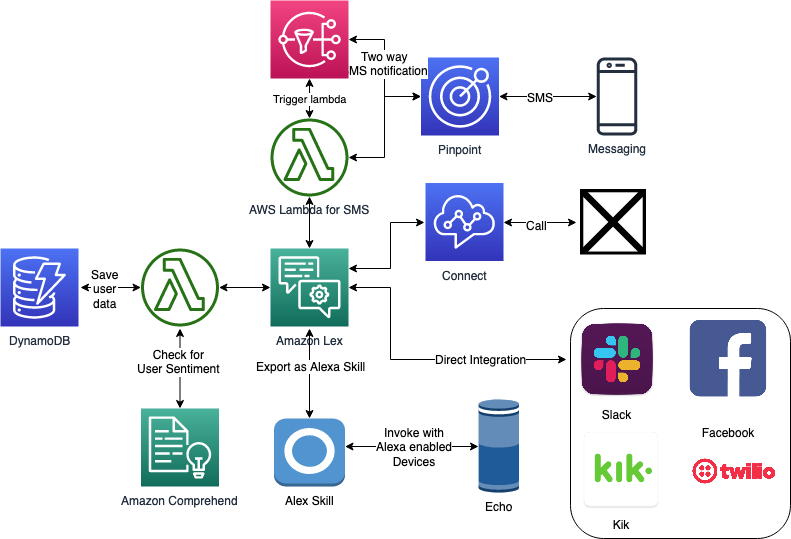 Two way
MS notification
Trigger lambda
SMS
Pinpoint
Messaging
AWS Lambda for SMS
Call
Connect
Save
user
data
DynamoDB
Amazon Lex
Check for
User Sentiment
Export as Alexa Skill
Direct Integration
Slack
Facebook
Invoke with
Alexa enabled
Devices
kik.
twilio
Amazon Comprehend
Alex Skill
Echo
Kik